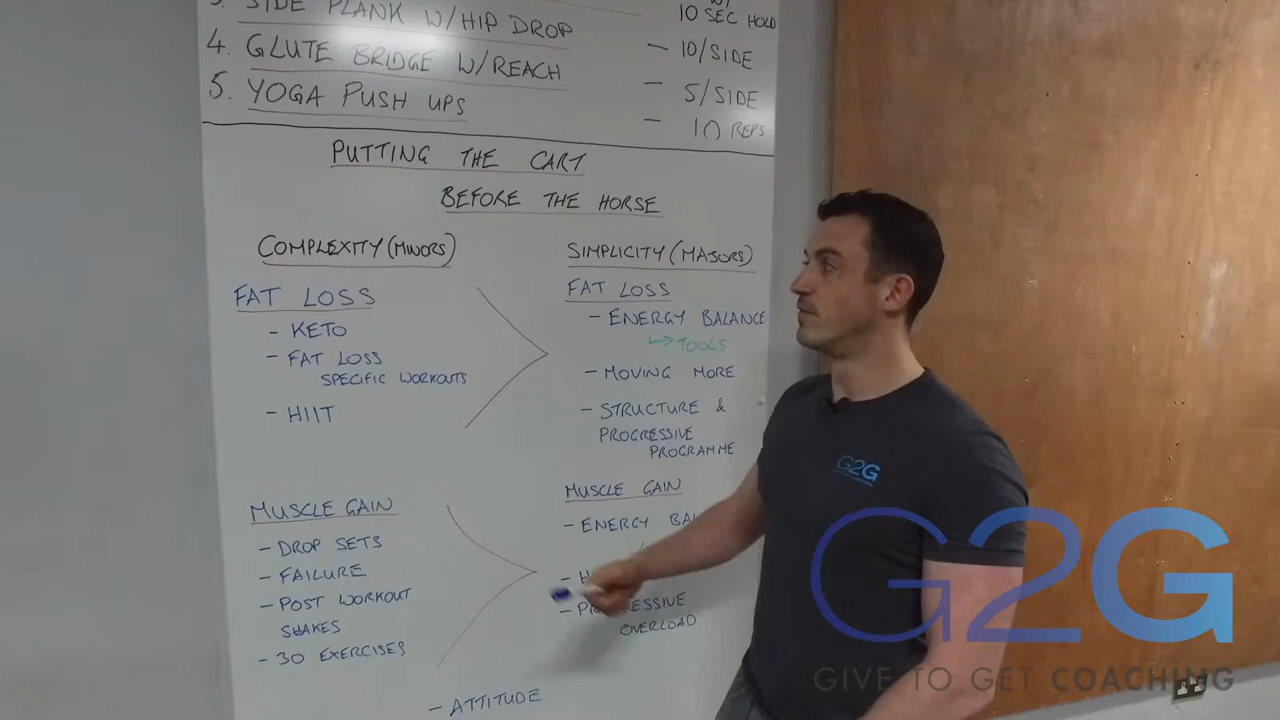 SIDE PLANK W/HIP DROP
10 SEC HOLD
4. GLUTE BRIDGE W/REACH - 10/SIDE
5. YOGA PUSH UPS - 5/SIDE
- 10 REPS
PUTTING THE CART
BEFORE THE HORSE
COMPLEXITY (MINORS)
FAT LOSS
- KETO
- FAT LOSS
SPECIFIC WORKOUTS
- HIIT
MUSCLE GAIN
- DROP SETS
- FAILURE
- POST WORKOUT
SHAKES
- 30 EXERCISES
SIMPLICITY (MAJORS)
FAT LOSS
- ENERGY BALANCE
↳ TOOLS
- MOVING MORE
- STRUCTURE &
PROGRESSIVE
PROGRAMME
MUSCLE GAIN
- ENERGY
OVERLOAD
- ATTITUDE
G2G
G2G
GIVE TO GET COACHING